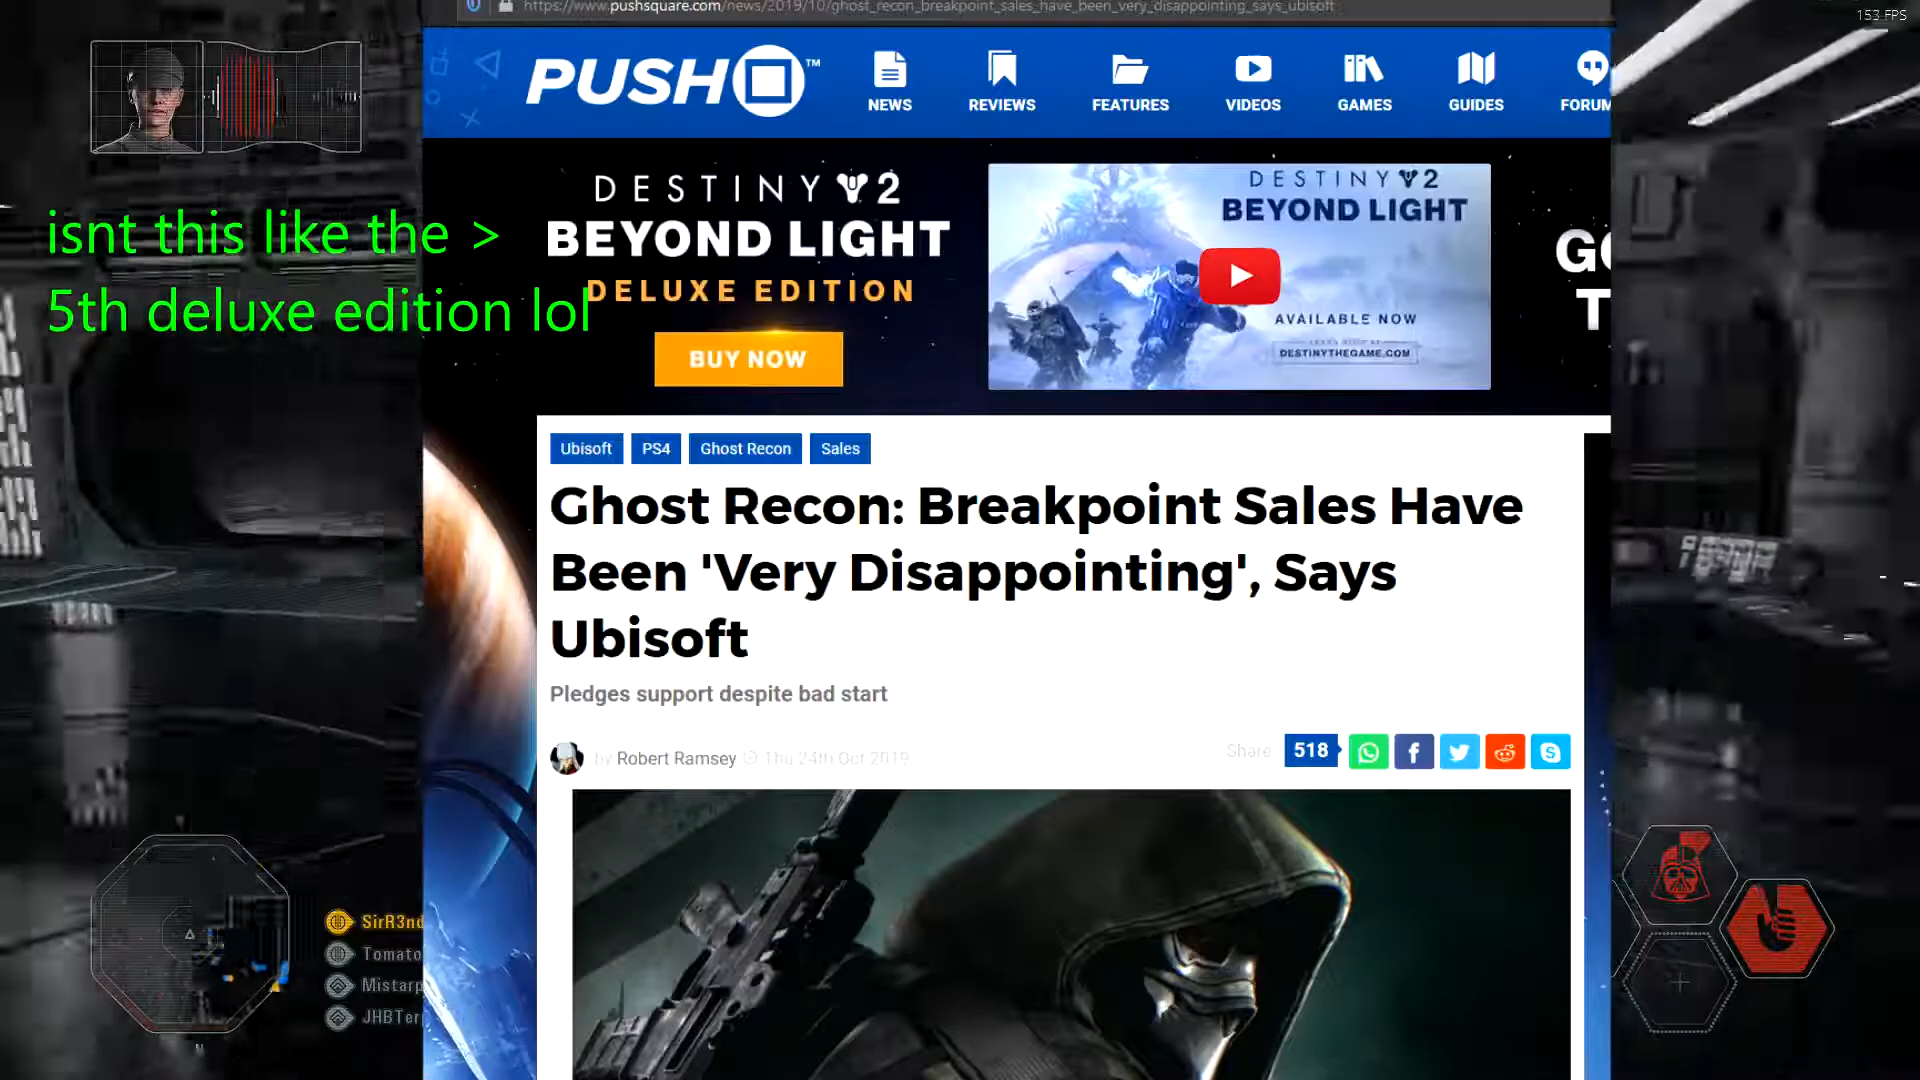 https://www.pushsquare.com/news/2019/10/ghost_recon_breakpoint_sales_have_been_very_disappointing_says_ubisoft
153 FPS
PUSH ™
NEWS
REVIEWS
FEATURES
VIDEOS
GAMES
GUIDES
FORUM
DESTINY 2
BEYOND LIGHT
DELUXE EDITION
BUY NOW
DESTINY 2
BEYOND LIGHT
AVAILABLE NOW
DESTINYTHEGAME.COM
GO
T
isnt this like the >
5th deluxe edition lol
Ubisoft
PS4
Ghost Recon
Sales
Ghost Recon: Breakpoint Sales Have
Been 'Very Disappointing', Says
Ubisoft
Pledges support despite bad start
by Robert Ramsey Thu 24th Oct 2019
Share 518
SirR3nd
Tomato
Mistarp
JHBTer
N